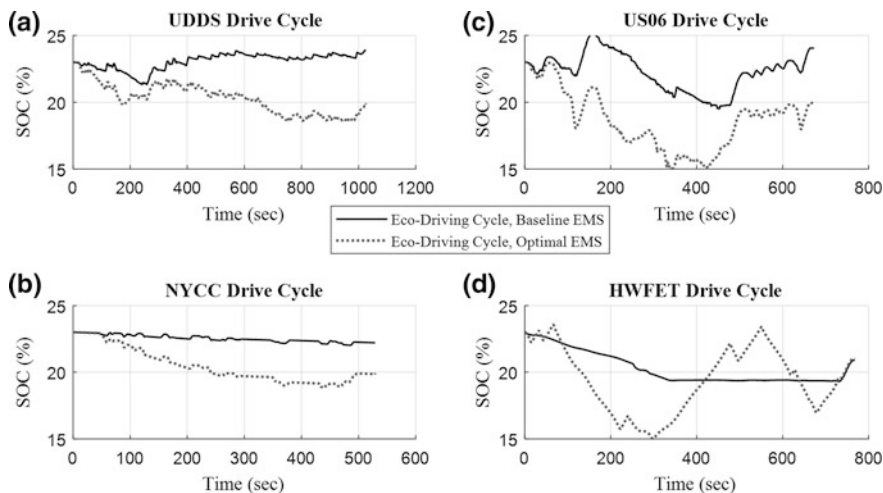 (a)
UDDS Drive Cycle
25
20
15
SOC (%)
0 200 400 600 800 1000 1200
Time (sec)
(c)
US06 Drive Cycle
25
20
15
SOC (%)
0 200 400 600 800
Time (sec)
Eco-Driving Cycle, Baseline EMS
Eco-Driving Cycle, Optimal EMS
(b)
NYCC Drive Cycle
25
20
15
SOC (%)
0 100 200 300 400 500 600
Time (sec)
(d)
HWFET Drive Cycle
25
20
15
SOC (%)
0 200 400 600 800
Time (sec)